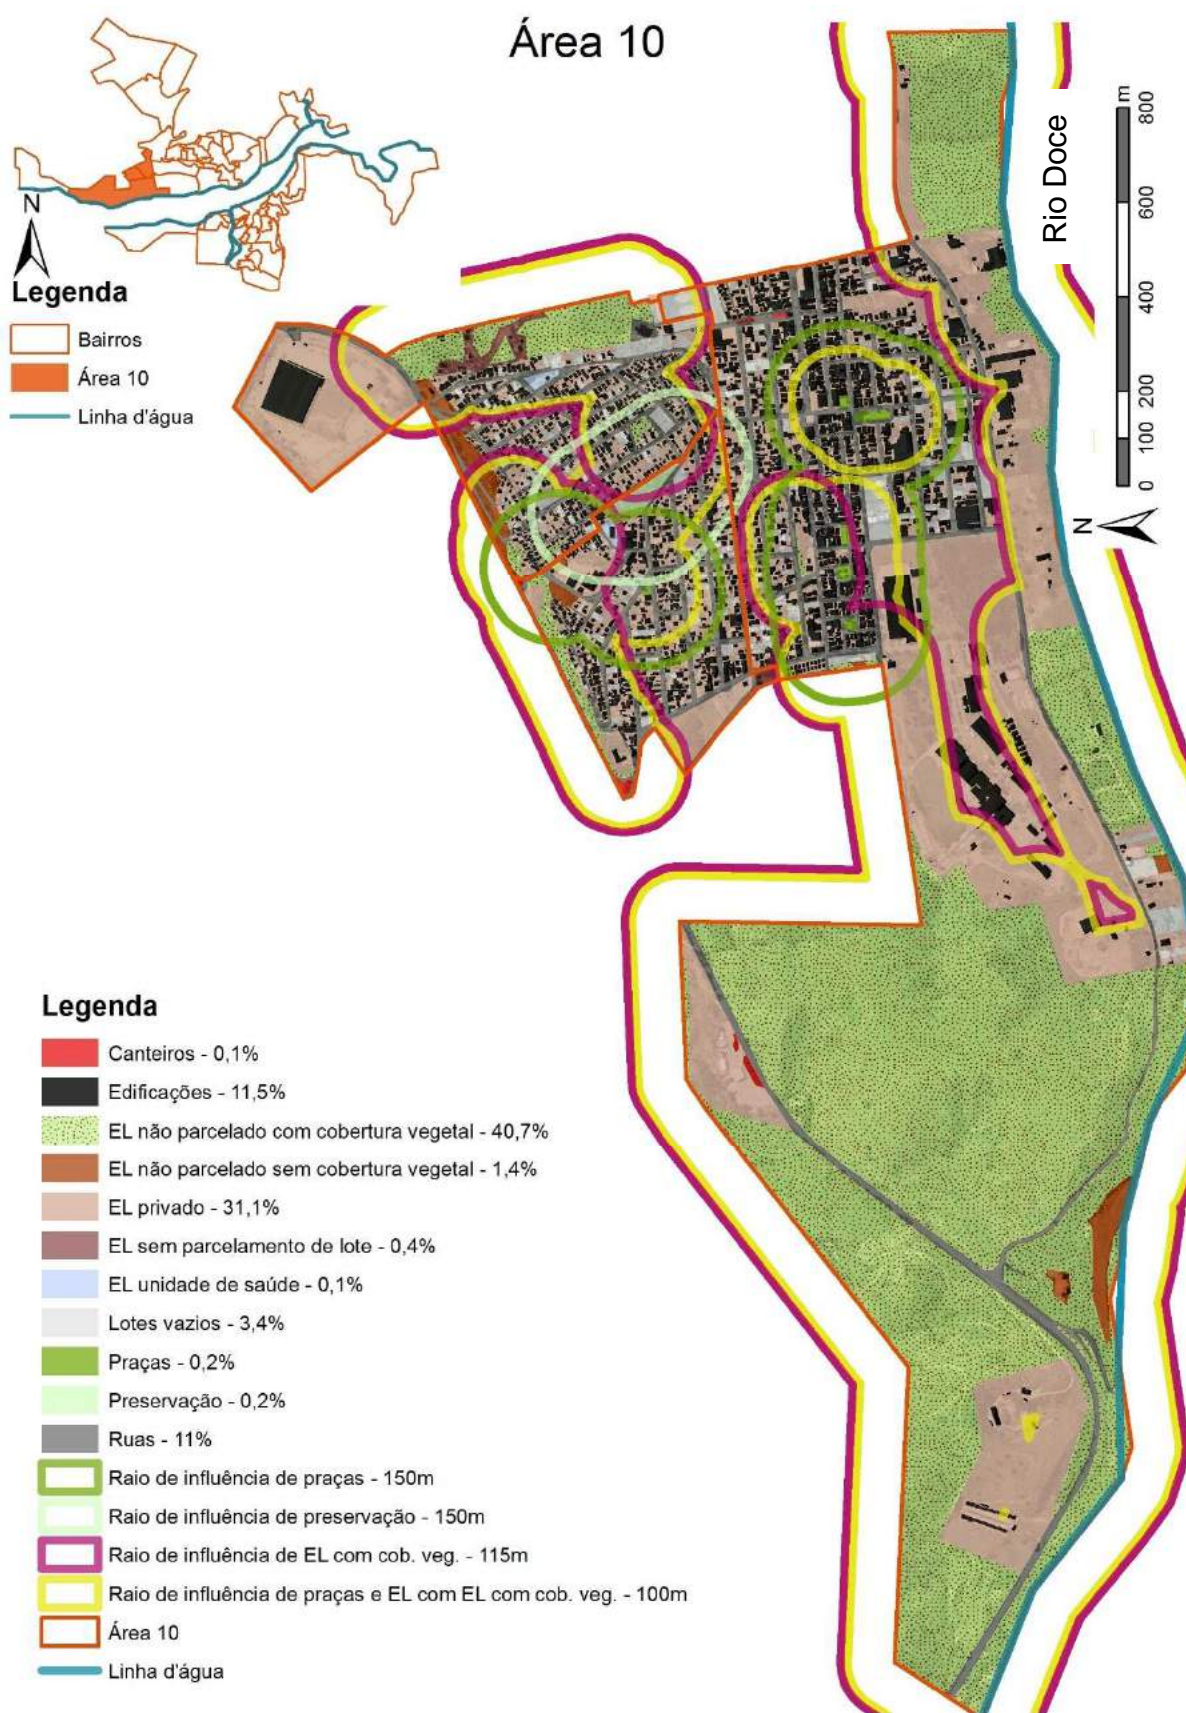 Área 10
N
Legenda
Bairros
Área 10
Linha d'água
Rio Doce
m
800
600
400
200
100
0
N
Legenda
Canteiros - 0,1%
Edificações - 11,5%
EL não parcelado com cobertura vegetal - 40,7%
EL não parcelado sem cobertura vegetal - 1,4%
EL privado - 31,1%
EL sem parcelamento de lote - 0,4%
EL unidade de saúde - 0,1%
Lotes vazios - 3,4%
Praças - 0,2%
Preservação - 0,2%
Ruas - 11%
Raio de influência de praças - 150m
Raio de influência de preservação - 150m
Raio de influência de EL com cob. veg. - 115m
Raio de influência de praças e EL com EL com cob. veg. - 100m
Área 10
Linha d'água